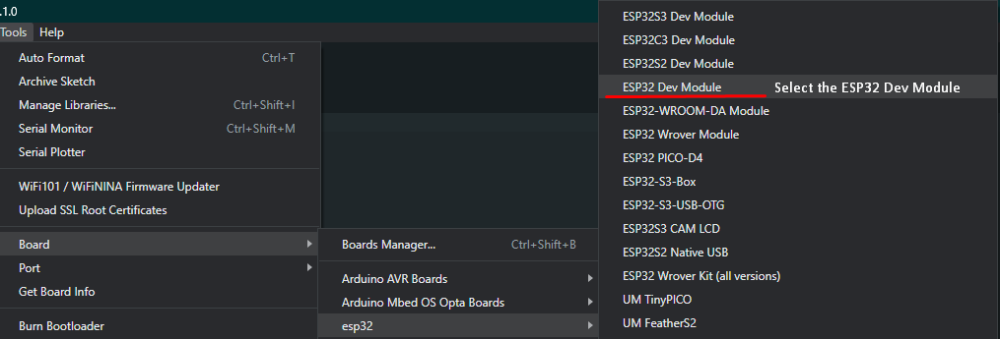 .1.0
Tools Help
Auto Format Ctrl+T
Archive Sketch
Manage Libraries... Ctrl+Shift+I
Serial Monitor Ctrl+Shift+M
Serial Plotter
WiFi101 / WiFiNINA Firmware Updater
Upload SSL Root Certificates
Board
Port
Get Board Info
Burn Bootloader
Boards Manager... Ctrl+Shift+B
Arduino AVR Boards
Arduino Mbed OS Opta Boards
esp32
ESP32S3 Dev Module
ESP32C3 Dev Module
ESP32S2 Dev Module
ESP32 Dev Module Select the ESP32 Dev Module
ESP32-WROOM-DA Module
ESP32 Wrover Module
ESP32 PICO-D4
ESP32-S3-Box
ESP32-S3-USB-OTG
ESP32S3 CAM LCD
ESP32S2 Native USB
ESP32 Wrover Kit (all versions)
UM TinyPICO
UM FeatherS2